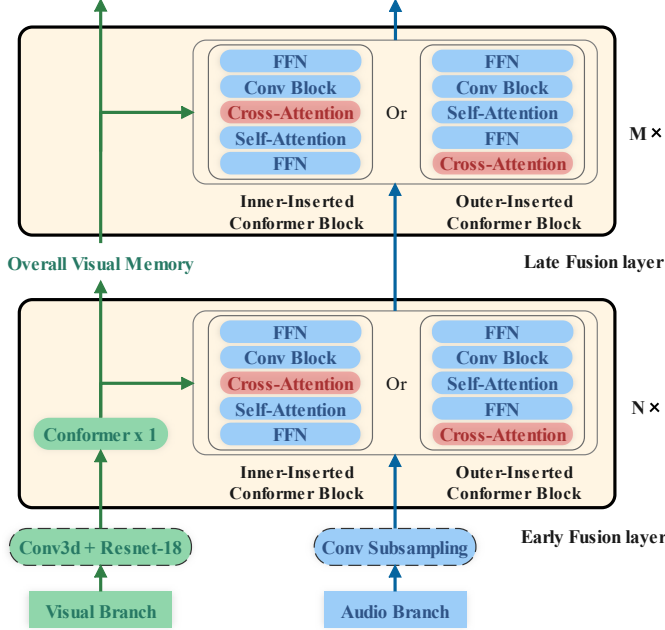 FFN
Conv Block
Cross-Attention
Self-Attention
FFN
Or
FFN
Conv Block
Self-Attention
FFN
Cross-Attention
M ×
Inner-Inserted
Conformer Block
Outer-Inserted
Conformer Block
Overall Visual Memory
Late Fusion layer
FFN
Conv Block
Cross-Attention
Self-Attention
FFN
Or
FFN
Conv Block
Self-Attention
FFN
Cross-Attention
N ×
Conformer x 1
Inner-Inserted
Conformer Block
Outer-Inserted
Conformer Block
Early Fusion layer
Conv3d + Resnet-18
Conv Subsampling
Visual Branch
Audio Branch